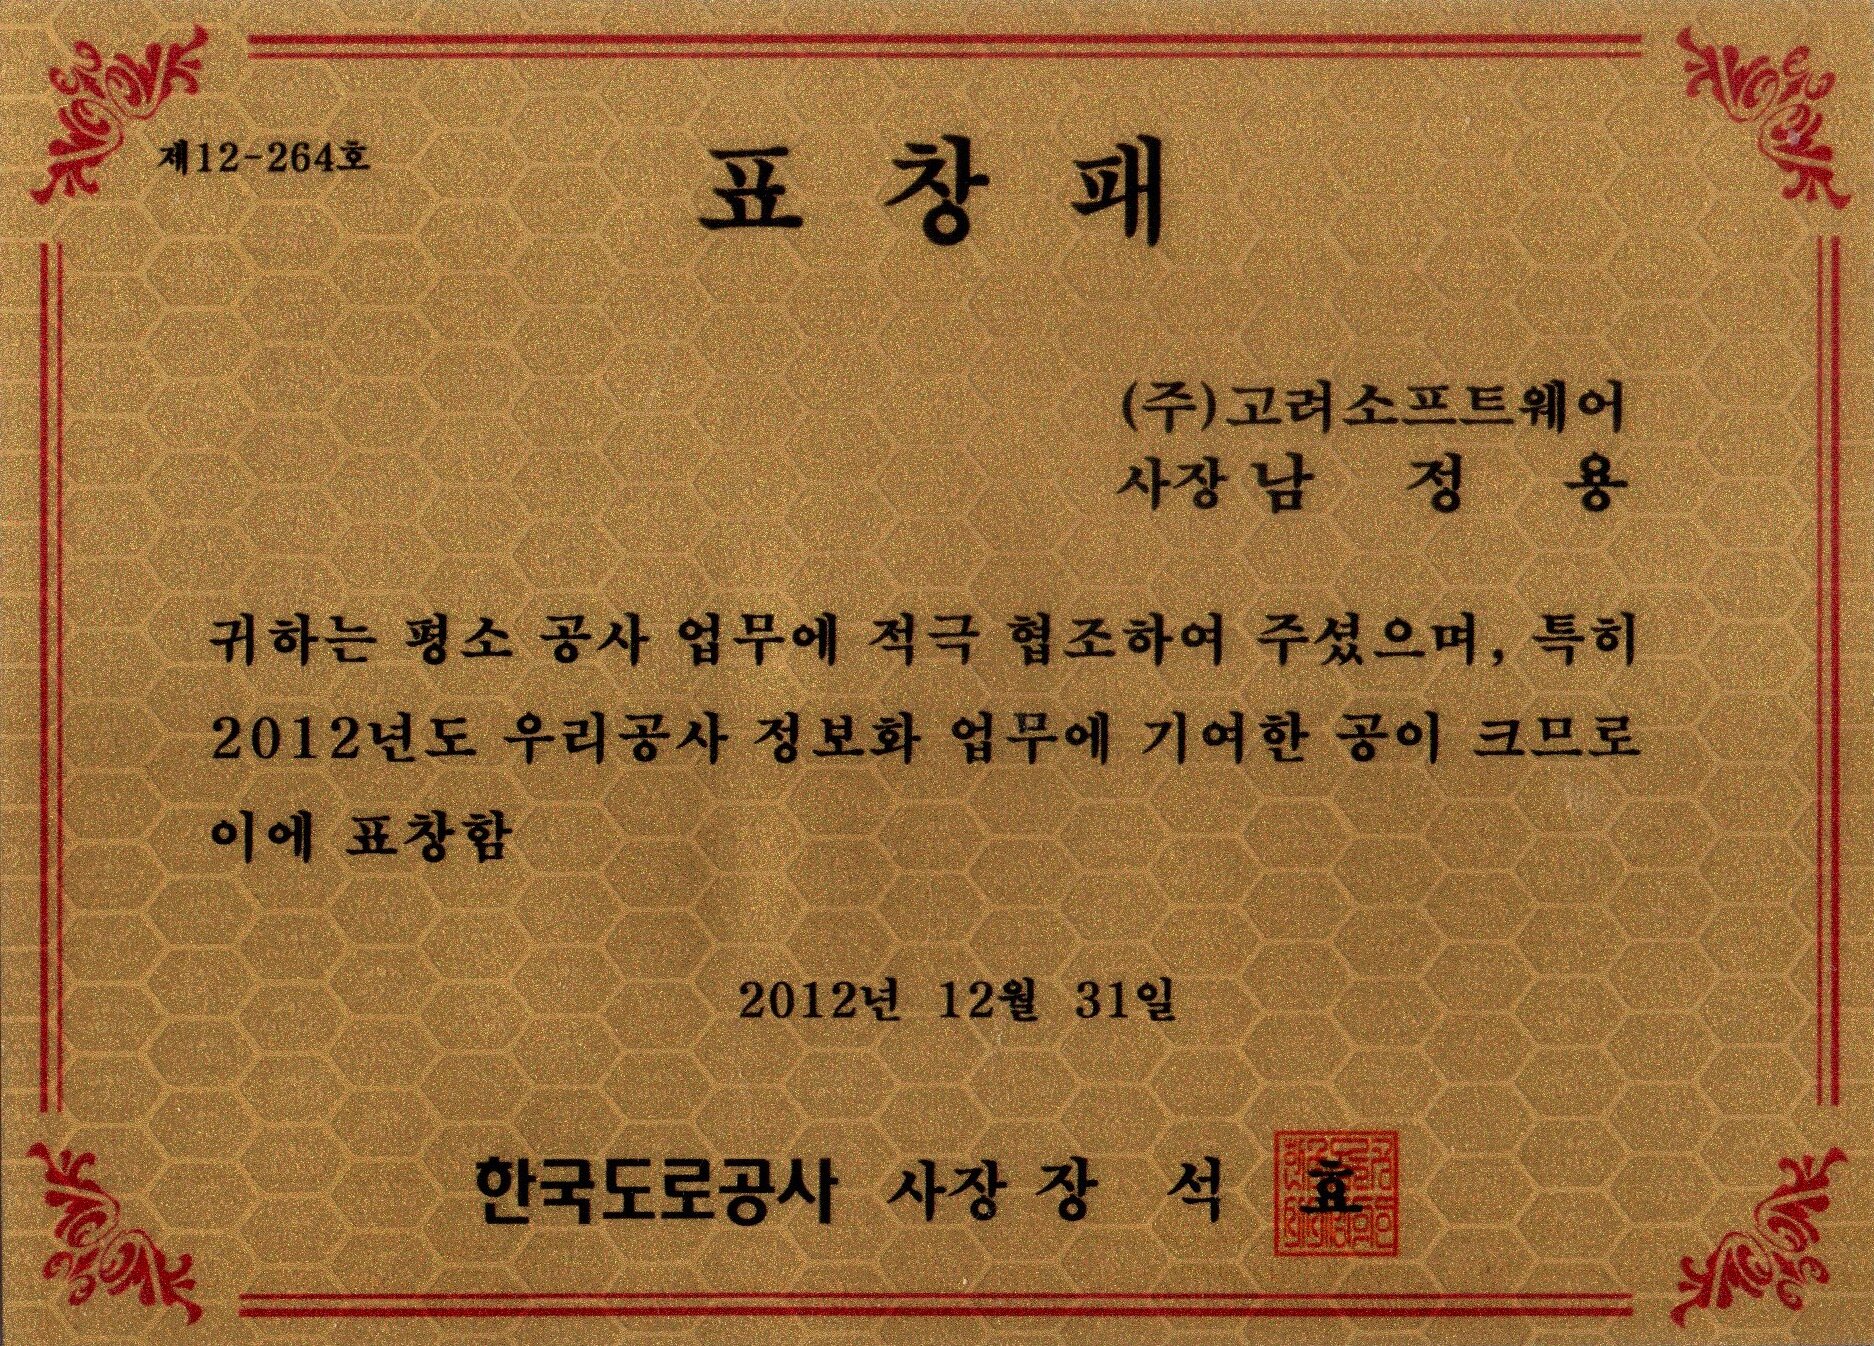 제12-264호
표 창 패
(주)고려소프트웨어
사장 남 정 용
귀하는 평소 공사 업무에 적극 협조하여 주셨으며, 특히
2012년도 우리공사 정보화 업무에 기여한 공이 크므로
이에 표창함
2012년 12월 31일
한국도로공사 사장 장 석 효